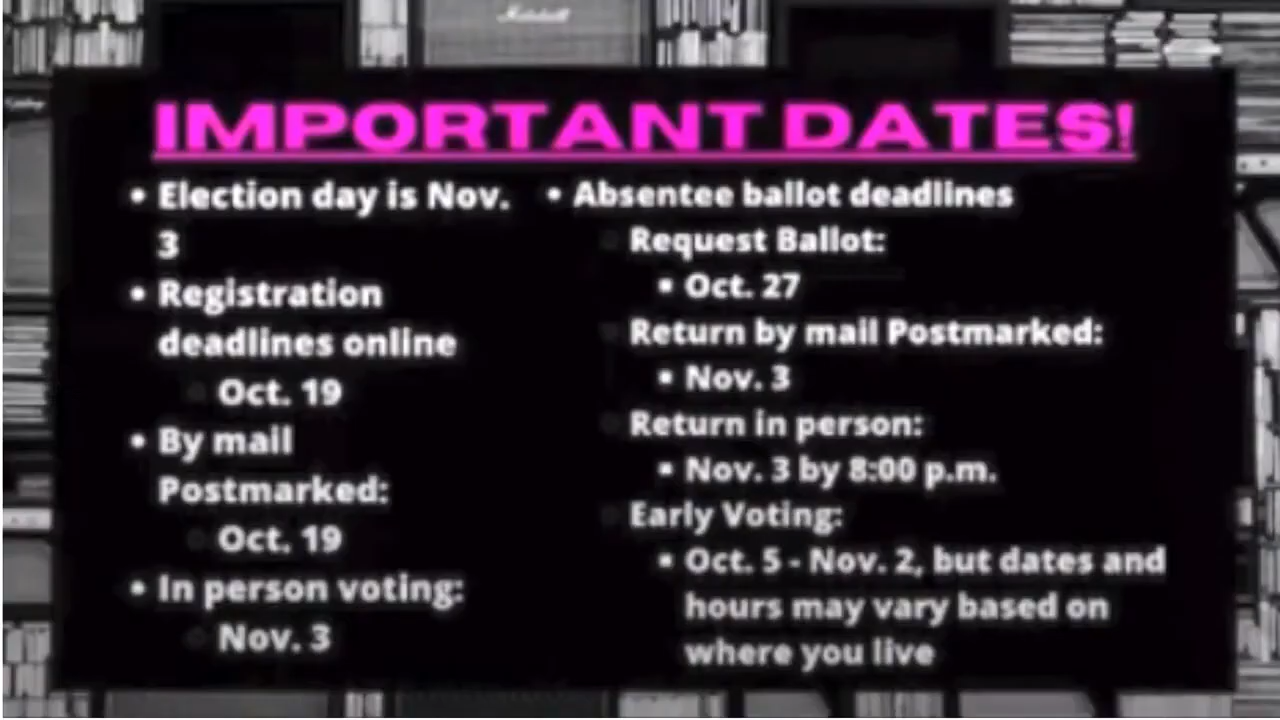 Marshall
IMPORTANT DATES!
• Election day is Nov.
3
• Registration
deadlines online
Oct. 19
• By mail
Postmarked:
Oct. 19
• In person voting:
Nov. 3
• Absentee ballot deadlines
Request Ballot:
▪ Oct. 27
Return by mail Postmarked:
▪ Nov. 3
Return in person:
▪ Nov. 3 by 8:00 p.m.
Early Voting:
▪ Oct. 5 - Nov. 2, but dates and
hours may vary based on
where you live